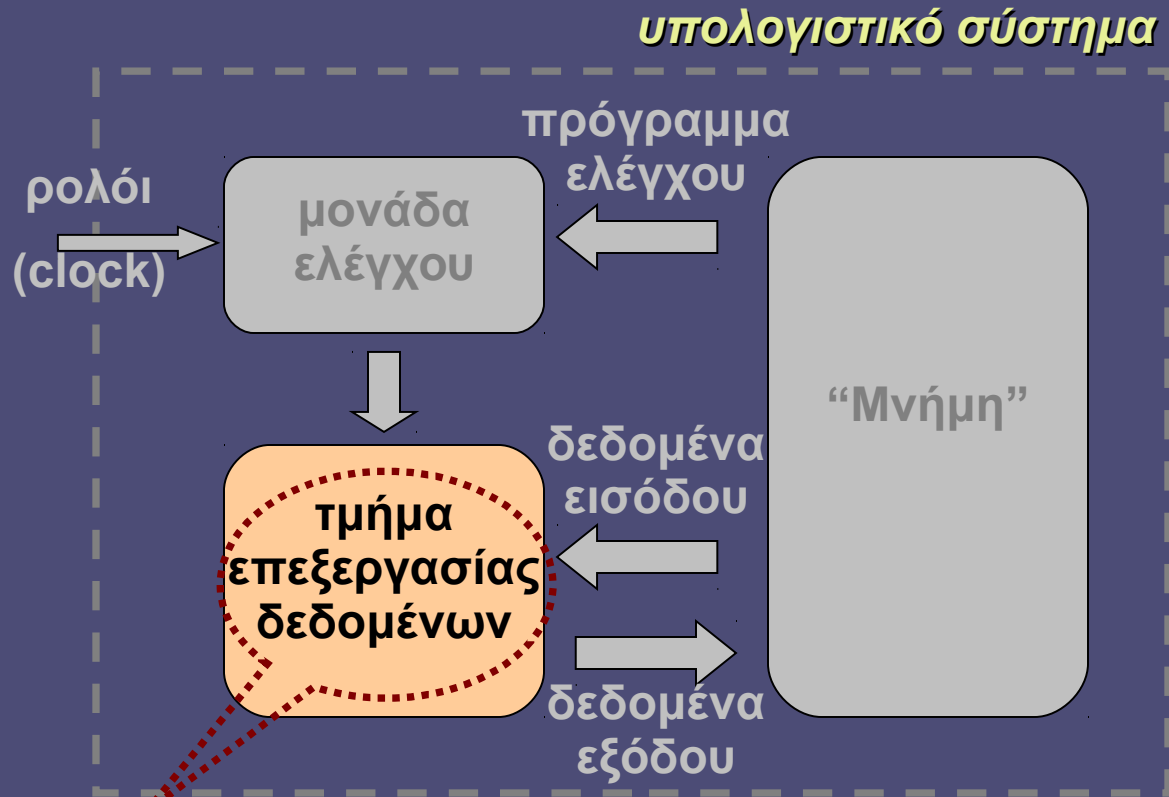 υπολογιστικό σύστημα
πρόγραμμα
ελέγχου
ρολόι
(clock)
μονάδα
ελέγχου
“Μνήμη”
δεδομένα
εισόδου
τμήμα
επεξεργασίας
δεδομένων
δεδομένα
εξόδου